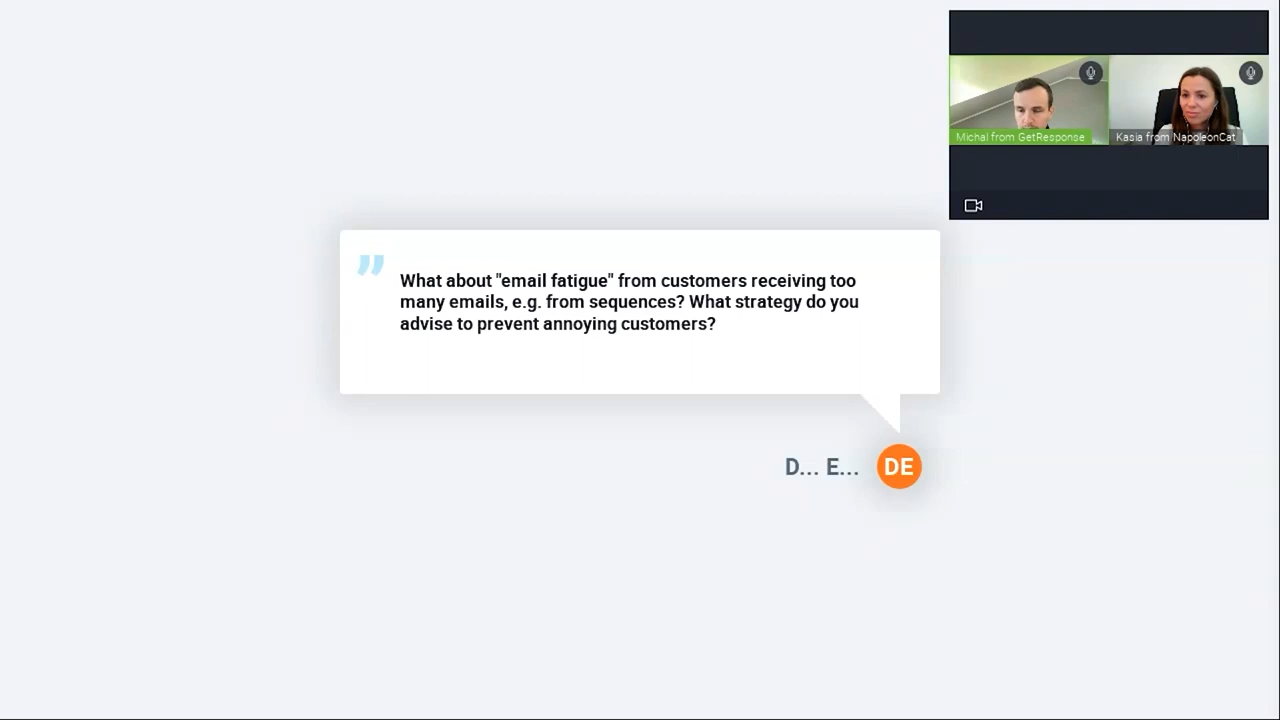 Michal from GetResponse
Kasia from NapoleonCat
What about "email fatigue" from customers receiving too
many emails, e.g. from sequences? What strategy do you
advise to prevent annoying customers?
D... E...
DE